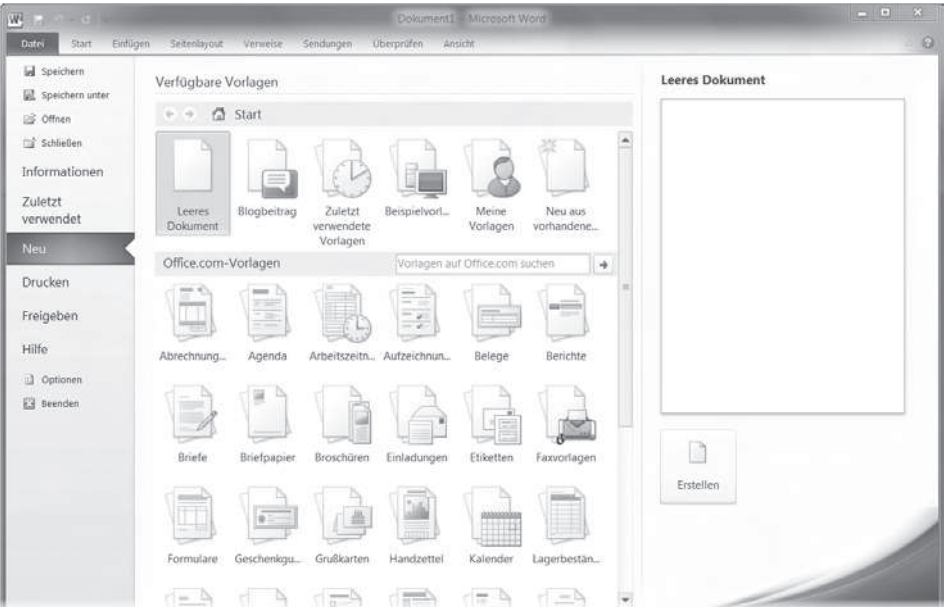 Dokument1 - Microsoft Word
Datei Start Einfügen Seitenlayout Verweise Sendungen Überprüfen Ansicht
Speichern
Speichern unter
Öffnen
Schließen
Informationen
Zuletzt
verwendet
Neu
Drucken
Freigeben
Hilfe
Optionen
Beenden
Verfügbare Vorlagen
Start
Leeres
Dokument
Blogbeitrag
Zuletzt
verwendete
Vorlagen
Beispielvorl...
Meine
Vorlagen
Neu aus
vorhandene...
Office.com-Vorlagen
Vorlagen auf Office.com suchen
Abrechnung... Agenda Arbeitszeitn... Aufzeichnun... Belege Berichte
Briefe Briefpapier Broschüren Einladungen Etiketten Faxvorlagen
Formulare Geschenkgu... Grußkarten Handzettel Kalender Lagerbestän...
Leeres Dokument
Erstellen